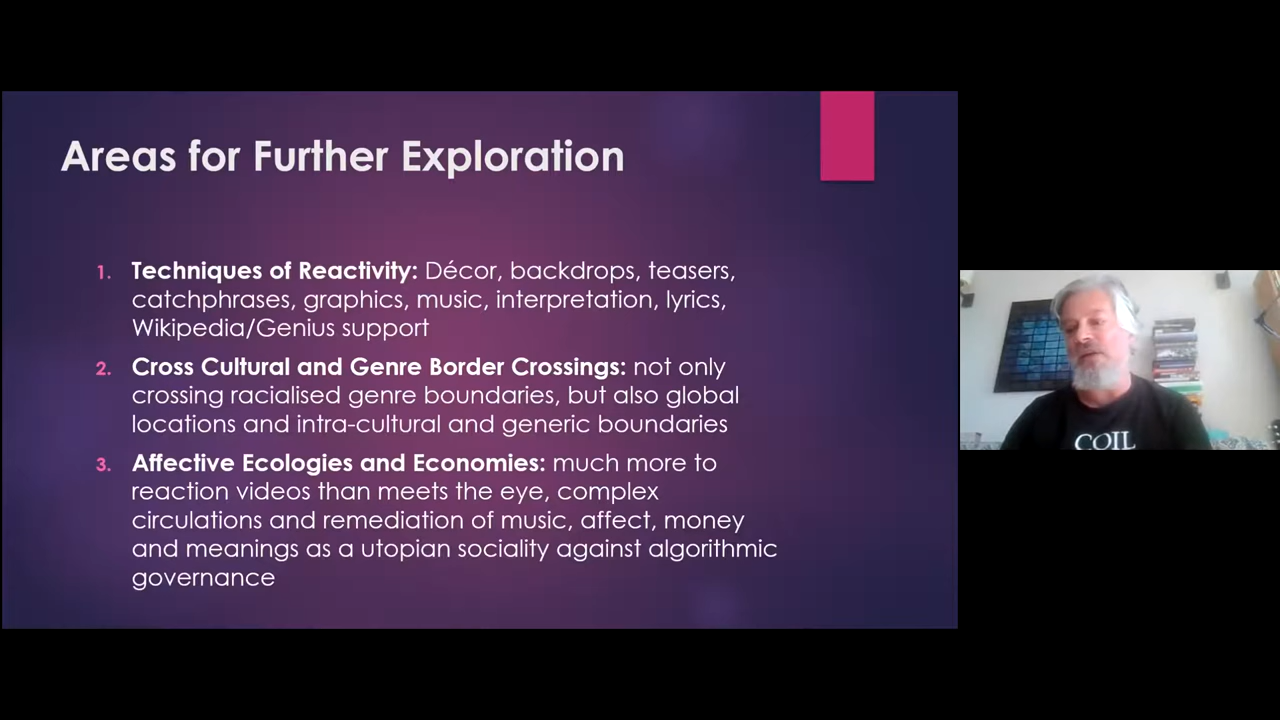 Areas for Further Exploration
1. Techniques of Reactivity: Décor, backdrops, teasers,
catchphrases, graphics, music, interpretation, lyrics,
Wikipedia/Genius support
2. Cross Cultural and Genre Border Crossings: not only
crossing racialised genre boundaries, but also global
locations and intra-cultural and generic boundaries
3. Affective Ecologies and Economies: much more to
reaction videos than meets the eye, complex
circulations and remediation of music, affect, money
and meanings as a utopian sociality against algorithmic
governance
COIL